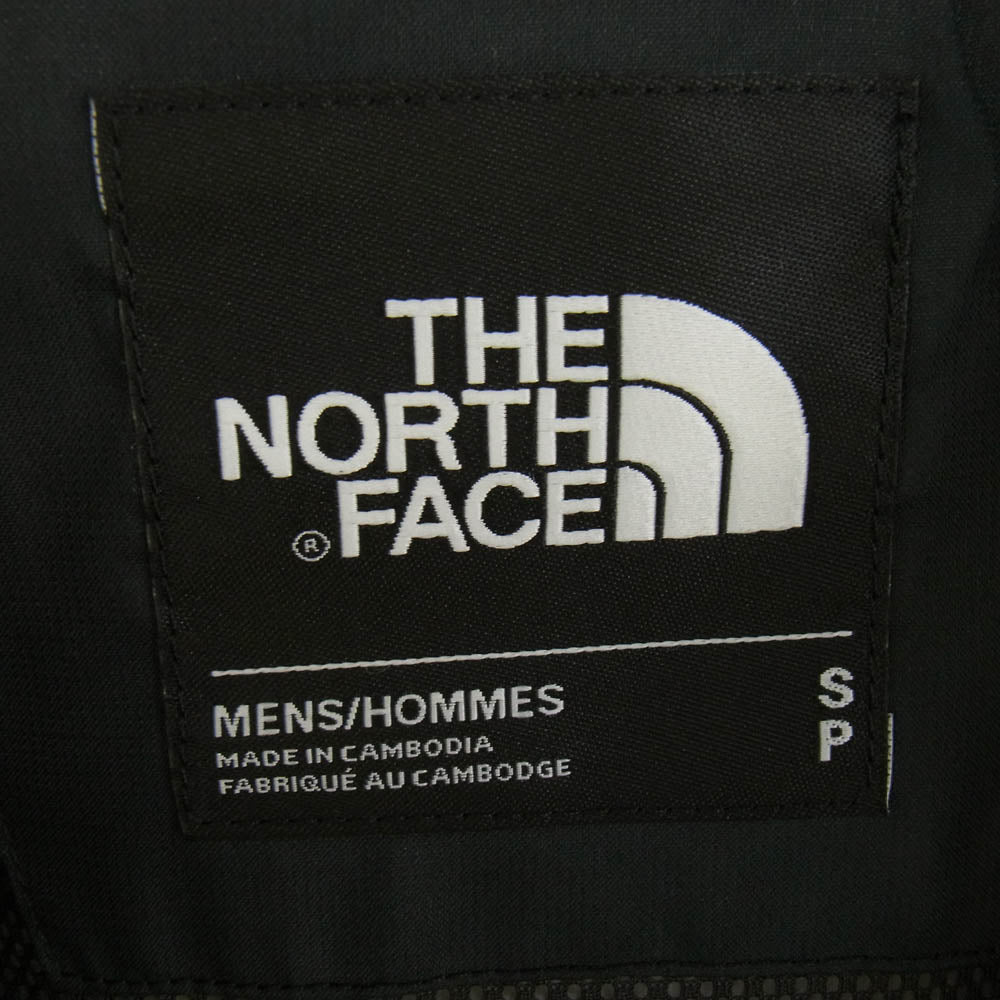 THE
NORTH
® FACE
MENS/HOMMES S
MADE IN CAMBODIA P
FABRIQUÉ AU CAMBODGE